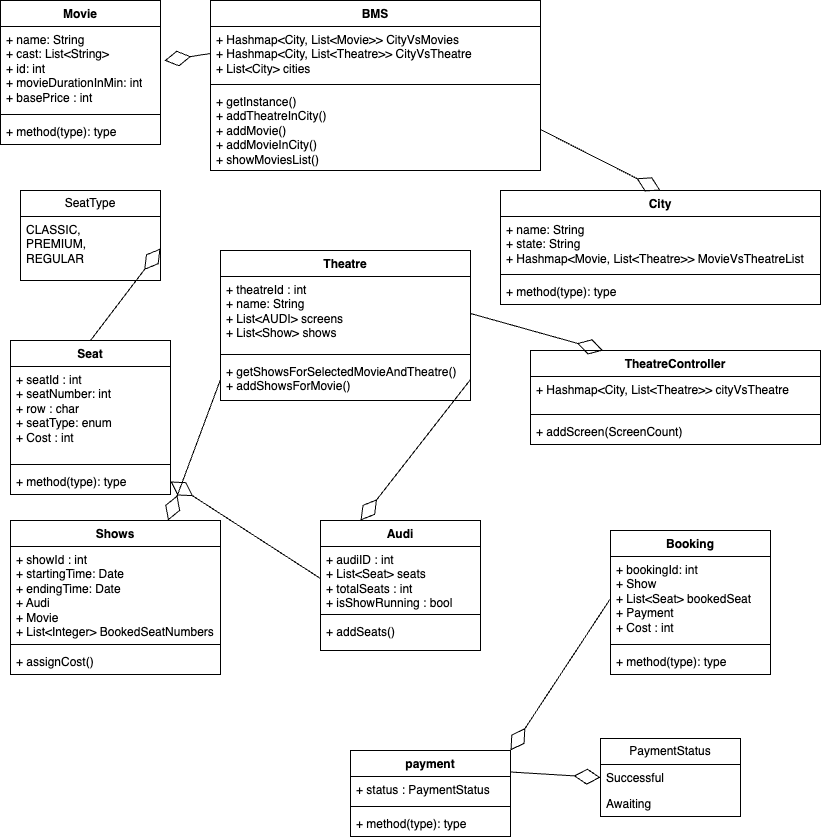 Movie
+ name: String
+ cast: List<String>
+ id: int
+ movieDurationInMin: int
+ basePrice : int
+ method(type): type
BMS
+ Hashmap<City, List<Movie>> CityVsMovies
+ Hashmap<City, List<Theatre>> CityVsTheatre
+ List<City> cities
+ getInstance()
+ addTheatreInCity()
+ addMovie()
+ addMovieInCity()
+ showMoviesList()
SeatType
CLASSIC,
PREMIUM,
REGULAR
City
+ name: String
+ state: String
+ Hashmap<Movie, List<Theatre>> MovieVsTheatreList
+ method(type): type
Theatre
+ theatreId : int
+ name: String
+ List<AUDI> screens
+ List<Show> shows
+ getShowsForSelectedMovieAndTheatre()
+ addShowsForMovie()
Seat
+ seatId : int
+ seatNumber: int
+ row : char
+ seatType: enum
+ Cost : int
+ method(type): type
TheatreController
+ Hashmap<City, List<Theatre>> cityVsTheatre
+ addScreen(ScreenCount)
Shows
+ showId : int
+ startingTime: Date
+ endingTime: Date
+ Audi
+ Movie
+ List<Integer> BookedSeatNumbers
+ assignCost()
Audi
+ audiID : int
+ List<Seat> seats
+ totalSeats : int
+ isShowRunning : bool
+ addSeats()
Booking
+ bookingId: int
+ Show
+ List<Seat> bookedSeat
+ Payment
+ Cost : int
+ method(type): type
payment
+ status : PaymentStatus
+ method(type): type
PaymentStatus
Successful
Awaiting